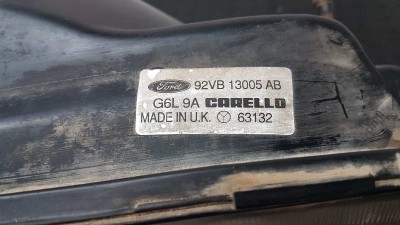 Ford 92VB 13005 AB
G6L 9A CARELLO
MADE IN U.K. 63132